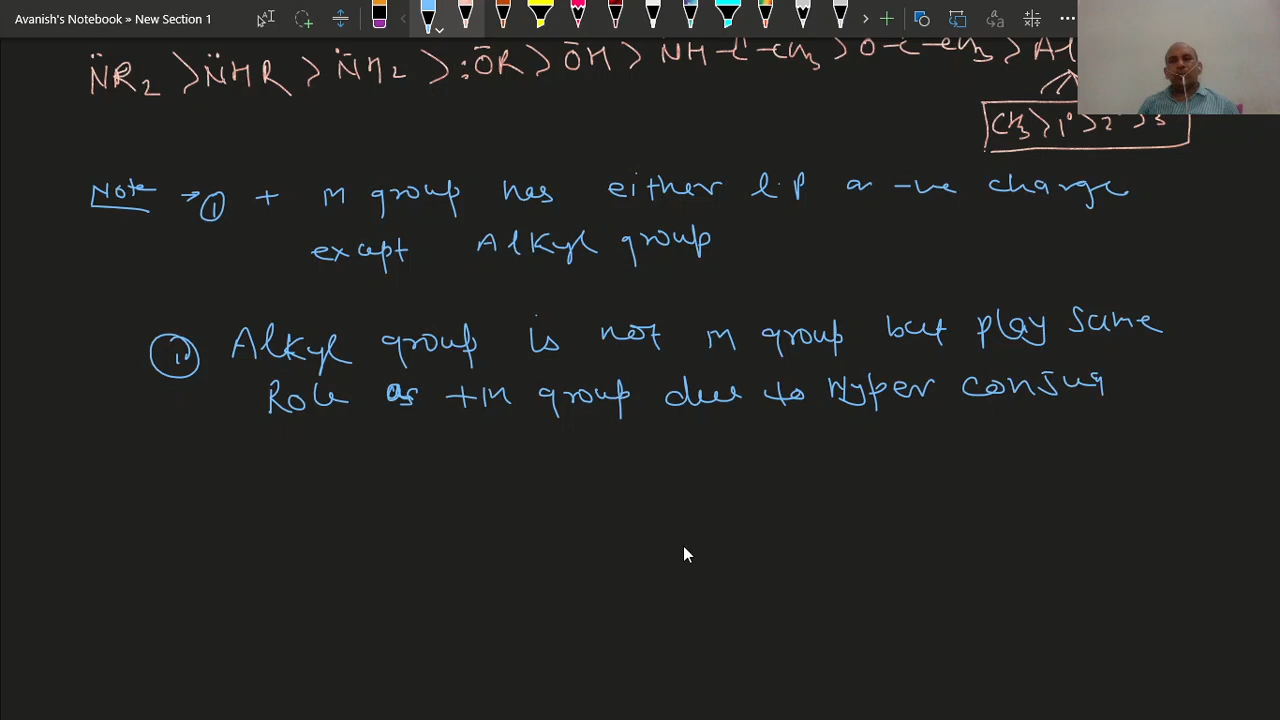 Avanish's Notebook » New Section 1
N̈R₂ > N̈HR > N̈H₂ > :ŌR > ŌH > NH-C-CH₃ > O-C-CH₃ > Al
CH₃ > 1° > 2° > 3
Note → ① + M group has either l.P or -ve charge
except Alkyl group
① Alkyl group is not M group but play same
Role as +M group due to Hyper conjug